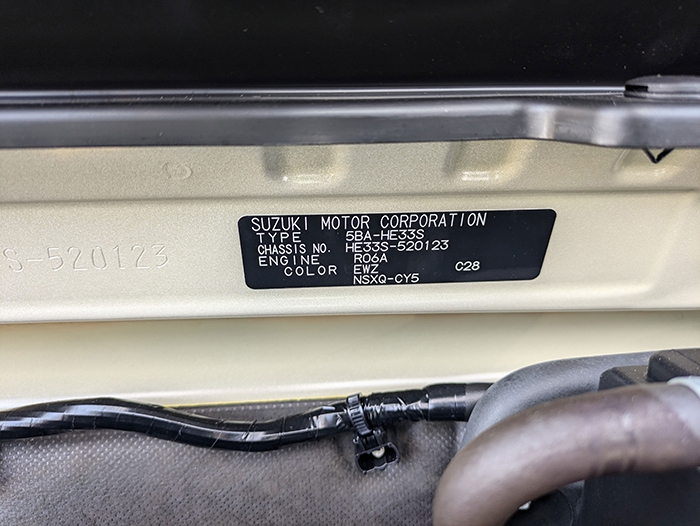 SUZUKI MOTOR CORPORATION
TYPE 5BA-HE33S
CHASSIS NO. HE33S-520123
ENGINE R06A
COLOR EWZ C28
NSXQ-CY5
S-520123